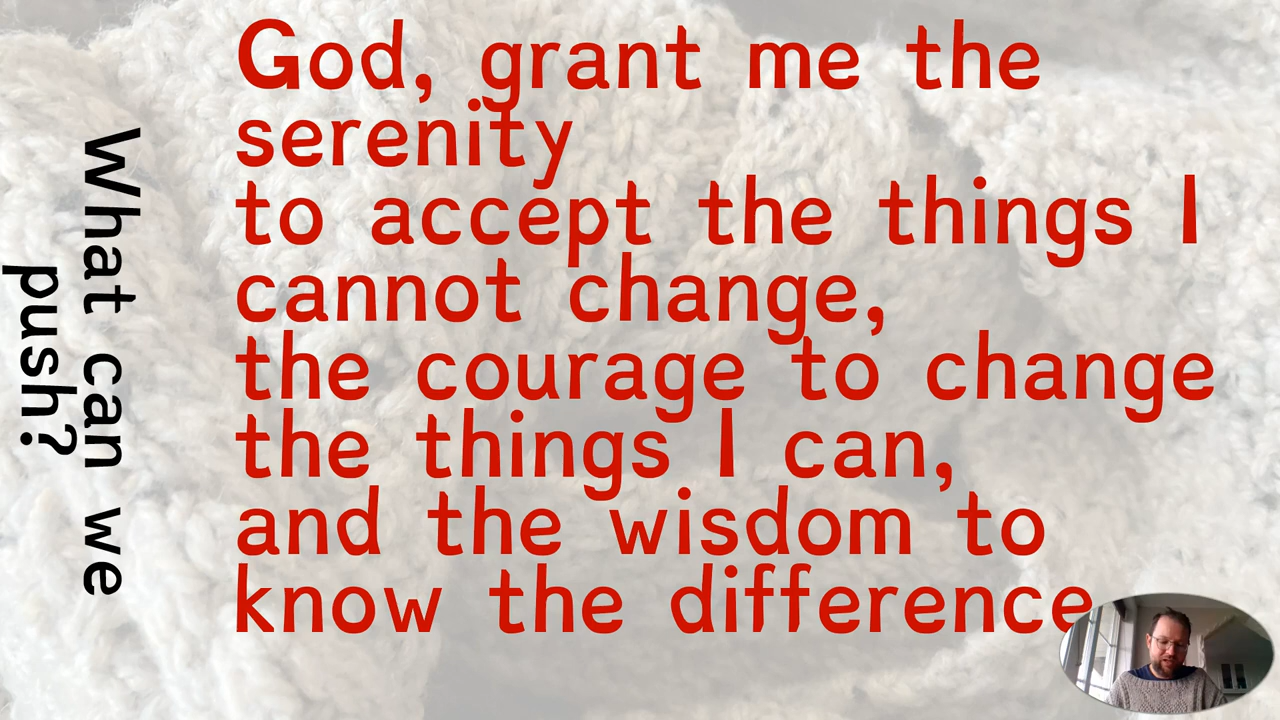 What can we
push?
God, grant me the
serenity
to accept the things I
cannot change,
the courage to change
the things I can,
and the wisdom to
know the difference